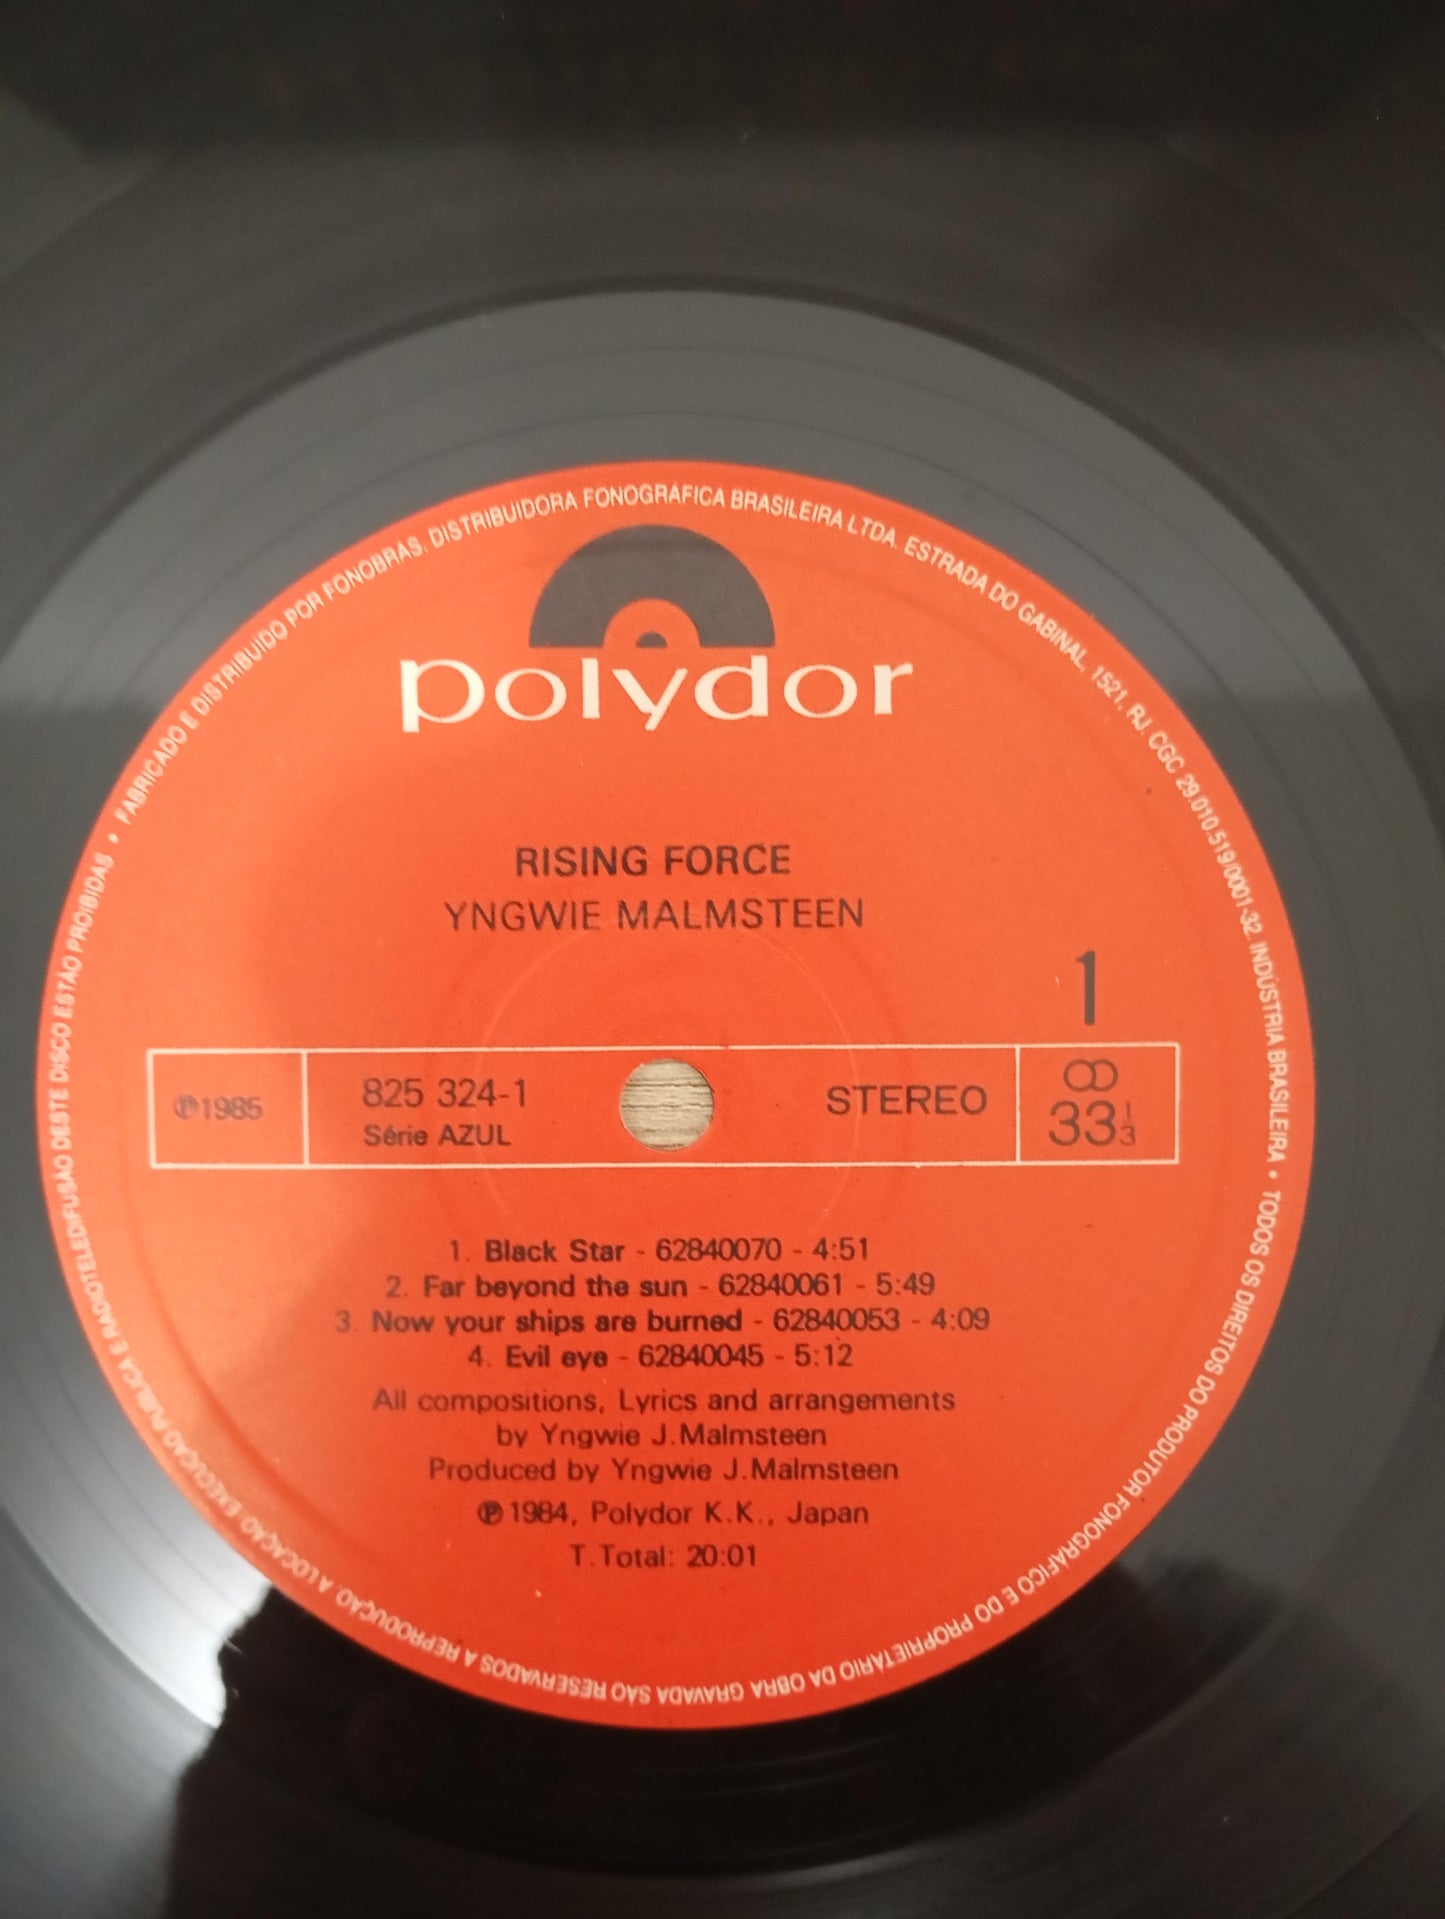 FABRICADO E DISTRIBUIDO POR FONOBRAS. DISTRIBUIDORA FONOGRÁFICA BRASILEIRA LTDA. ESTRADA DO GABINAL, 1521, RJ. CGC 29.010.519/0001-32. INDÚSTRIA BRASILEIRA • TODOS OS DIREITOS DO PRODUTOR FONOGRÁFICO E DO PROPRIETÁRIO DA OBRA GRAVADA SÃO RESERVADOS A REPRODUÇÃO, A LOCAÇÃO, EXECUÇÃO PÚBLICA E RADIOTELEDIFUSÃO DESTE DISCO ESTÃO PROIBIDAS •
polydor
RISING FORCE
YNGWIE MALMSTEEN
1
℗1985
825 324-1
Série AZUL
STEREO
33 1/3
1. Black Star - 62840070 - 4:51
2. Far beyond the sun - 62840061 - 5:49
3. Now your ships are burned - 62840053 - 4:09
4. Evil eye - 62840045 - 5:12
All compositions, Lyrics and arrangements
by Yngwie J.Malmsteen
Produced by Yngwie J.Malmsteen
℗ 1984, Polydor K.K., Japan
T.Total: 20:01